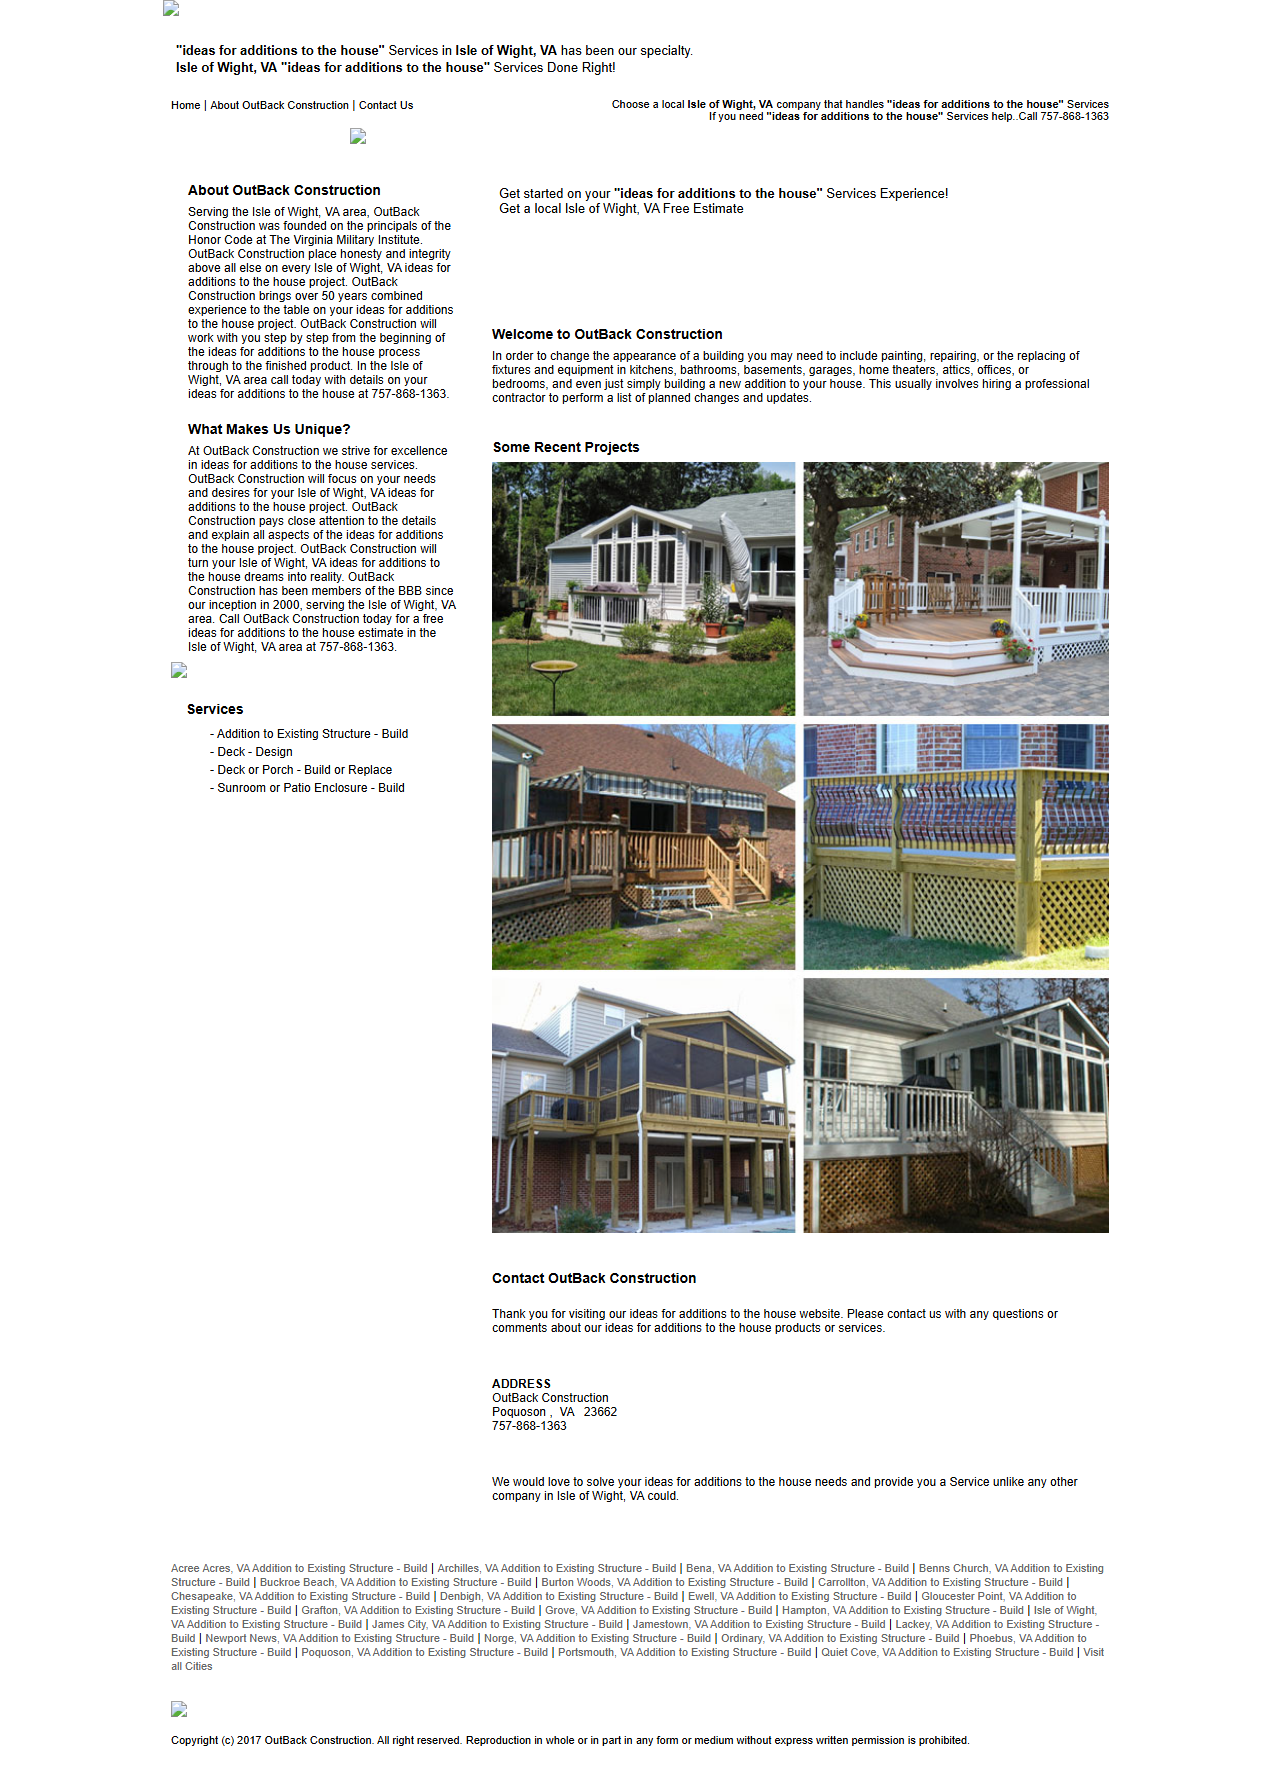 "ideas for additions to the house" Services in Isle of Wight, VA has been our specialty.
Isle of Wight, VA "ideas for additions to the house" Services Done Right!
Home | About OutBack Construction | Contact Us
Choose a local Isle of Wight, VA company that handles "ideas for additions to the house" Services
If you need "ideas for additions to the house" Services help..Call 757-868-1363
About OutBack Construction
Serving the Isle of Wight, VA area, OutBack
Construction was founded on the principals of the
Honor Code at The Virginia Military Institute.
OutBack Construction place honesty and integrity
above all else on every Isle of Wight, VA ideas for
additions to the house project. OutBack
Construction brings over 50 years combined
experience to the table on your ideas for additions
to the house project. OutBack Construction will
work with you step by step from the beginning of
the ideas for additions to the house process
through to the finished product. In the Isle of
Wight, VA area call today with details on your
ideas for additions to the house at 757-868-1363.
What Makes Us Unique?
At OutBack Construction we strive for excellence
in ideas for additions to the house services.
OutBack Construction will focus on your needs
and desires for your Isle of Wight, VA ideas for
additions to the house project. OutBack
Construction pays close attention to the details
and explain all aspects of the ideas for additions
to the house project. OutBack Construction will
turn your Isle of Wight, VA ideas for additions to
the house dreams into reality. OutBack
Construction has been members of the BBB since
our inception in 2000, serving the Isle of Wight, VA
area. Call OutBack Construction today for a free
ideas for additions to the house estimate in the
Isle of Wight, VA area at 757-868-1363.
Services
- Addition to Existing Structure - Build
- Deck - Design
- Deck or Porch - Build or Replace
- Sunroom or Patio Enclosure - Build
Get started on your "ideas for additions to the house" Services Experience!
Get a local Isle of Wight, VA Free Estimate
Welcome to OutBack Construction
In order to change the appearance of a building you may need to include painting, repairing, or the replacing of
fixtures and equipment in kitchens, bathrooms, basements, garages, home theaters, attics, offices, or
bedrooms, and even just simply building a new addition to your house. This usually involves hiring a professional
contractor to perform a list of planned changes and updates.
Some Recent Projects
Contact OutBack Construction
Thank you for visiting our ideas for additions to the house website. Please contact us with any questions or
comments about our ideas for additions to the house products or services.
ADDRESS
OutBack Construction
Poquoson , VA 23662
757-868-1363
We would love to solve your ideas for additions to the house needs and provide you a Service unlike any other
company in Isle of Wight, VA could.
Acree Acres, VA Addition to Existing Structure - Build | Archilles, VA Addition to Existing Structure - Build | Bena, VA Addition to Existing Structure - Build | Benns Church, VA Addition to Existing
Structure - Build | Buckroe Beach, VA Addition to Existing Structure - Build | Burton Woods, VA Addition to Existing Structure - Build | Carrollton, VA Addition to Existing Structure - Build |
Chesapeake, VA Addition to Existing Structure - Build | Denbigh, VA Addition to Existing Structure - Build | Ewell, VA Addition to Existing Structure - Build | Gloucester Point, VA Addition to
Existing Structure - Build | Grafton, VA Addition to Existing Structure - Build | Grove, VA Addition to Existing Structure - Build | Hampton, VA Addition to Existing Structure - Build | Isle of Wight,
VA Addition to Existing Structure - Build | James City, VA Addition to Existing Structure - Build | Jamestown, VA Addition to Existing Structure - Build | Lackey, VA Addition to Existing Structure -
Build | Newport News, VA Addition to Existing Structure - Build | Norge, VA Addition to Existing Structure - Build | Ordinary, VA Addition to Existing Structure - Build | Phoebus, VA Addition to
Existing Structure - Build | Poquoson, VA Addition to Existing Structure - Build | Portsmouth, VA Addition to Existing Structure - Build | Quiet Cove, VA Addition to Existing Structure - Build | Visit
all Cities
Copyright (c) 2017 OutBack Construction. All right reserved. Reproduction in whole or in part in any form or medium without express written permission is prohibited.